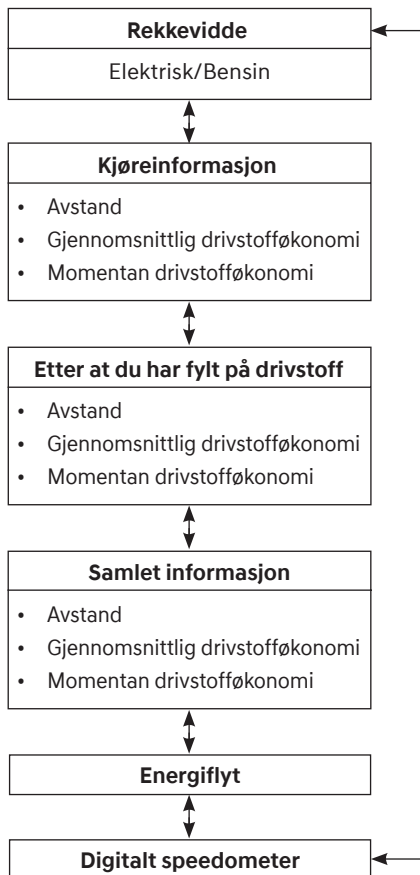 Rekkevidde
Elektrisk/Bensin
Kjøreinformasjon
• Avstand
• Gjennomsnittlig drivstofføkonomi
• Momentan drivstofføkonomi
Etter at du har fylt på drivstoff
• Avstand
• Gjennomsnittlig drivstofføkonomi
• Momentan drivstofføkonomi
Samlet informasjon
• Avstand
• Gjennomsnittlig drivstofføkonomi
• Momentan drivstofføkonomi
Energiflyt
Digitalt speedometer